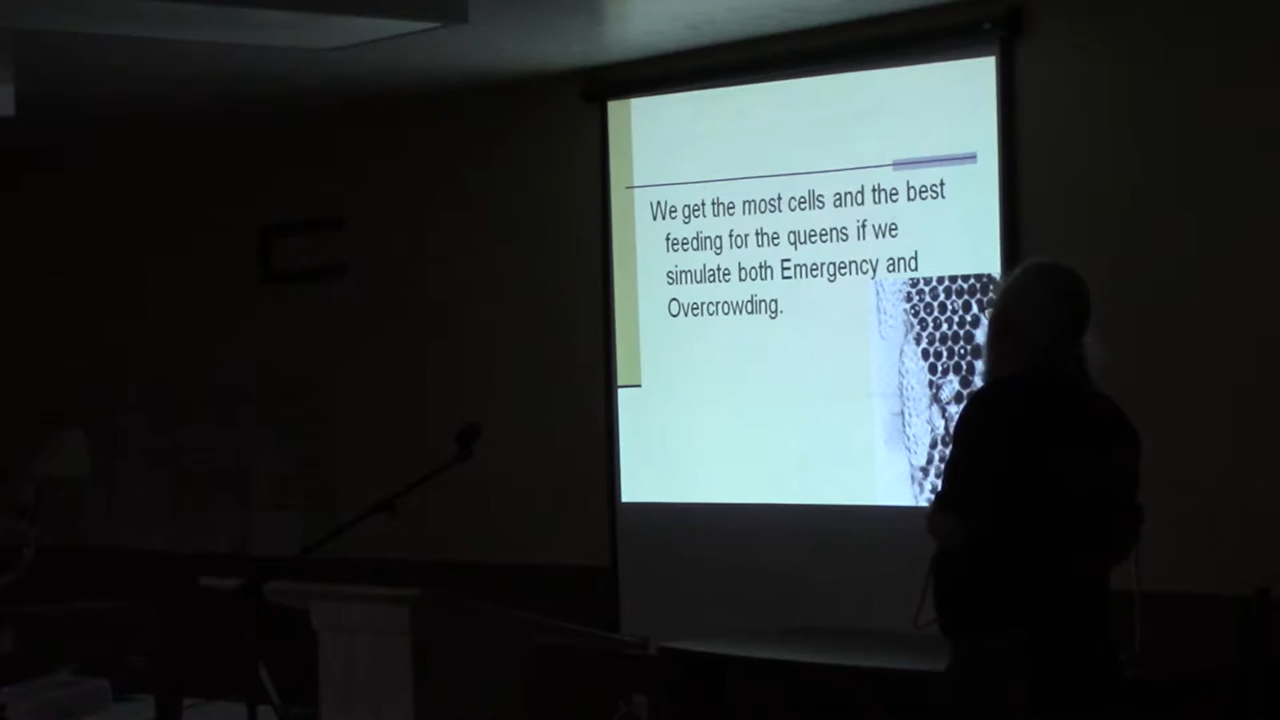 We get the most cells and the best
feeding for the queens if we
simulate both Emergency and
Overcrowding.